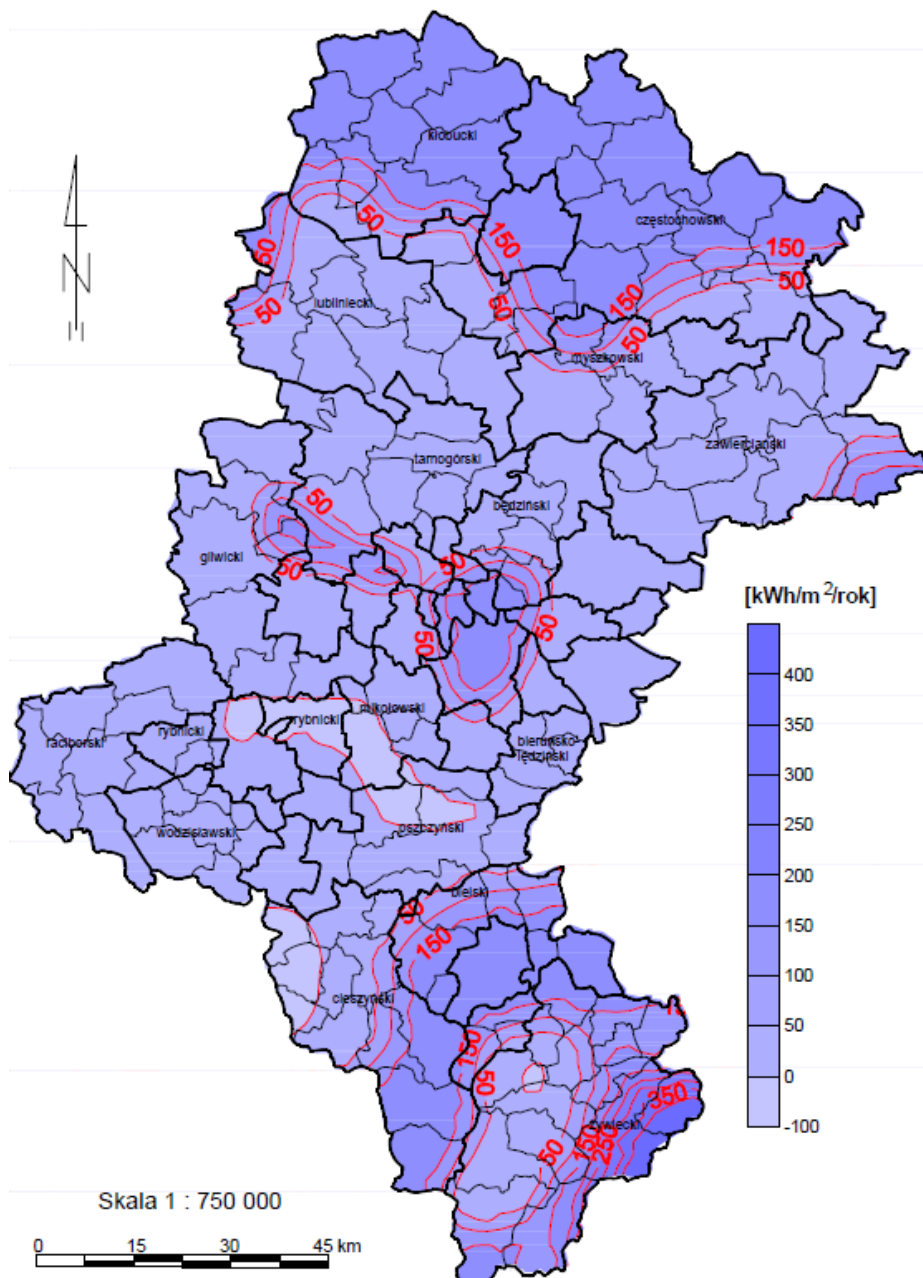 kłobucki
częstochowski
50
150
150
50
50
50
150
50
50
50
lubliniecki
myszkowski
zawierciański
tarnogórski
50
będziński
gliwicki
50
50
50
50
[kWh/m²/rok]
400
350
300
250
200
150
100
50
0
-100
mikołowski
rybnicki
raciborski
rybnicki
bieruńsko
lędziński
wodzisławski
pszczyński
bielski
150
cieszyński
150
50
350
żywiecki
150
250
50
N
Skala 1 : 750 000
0 15 30 45 km